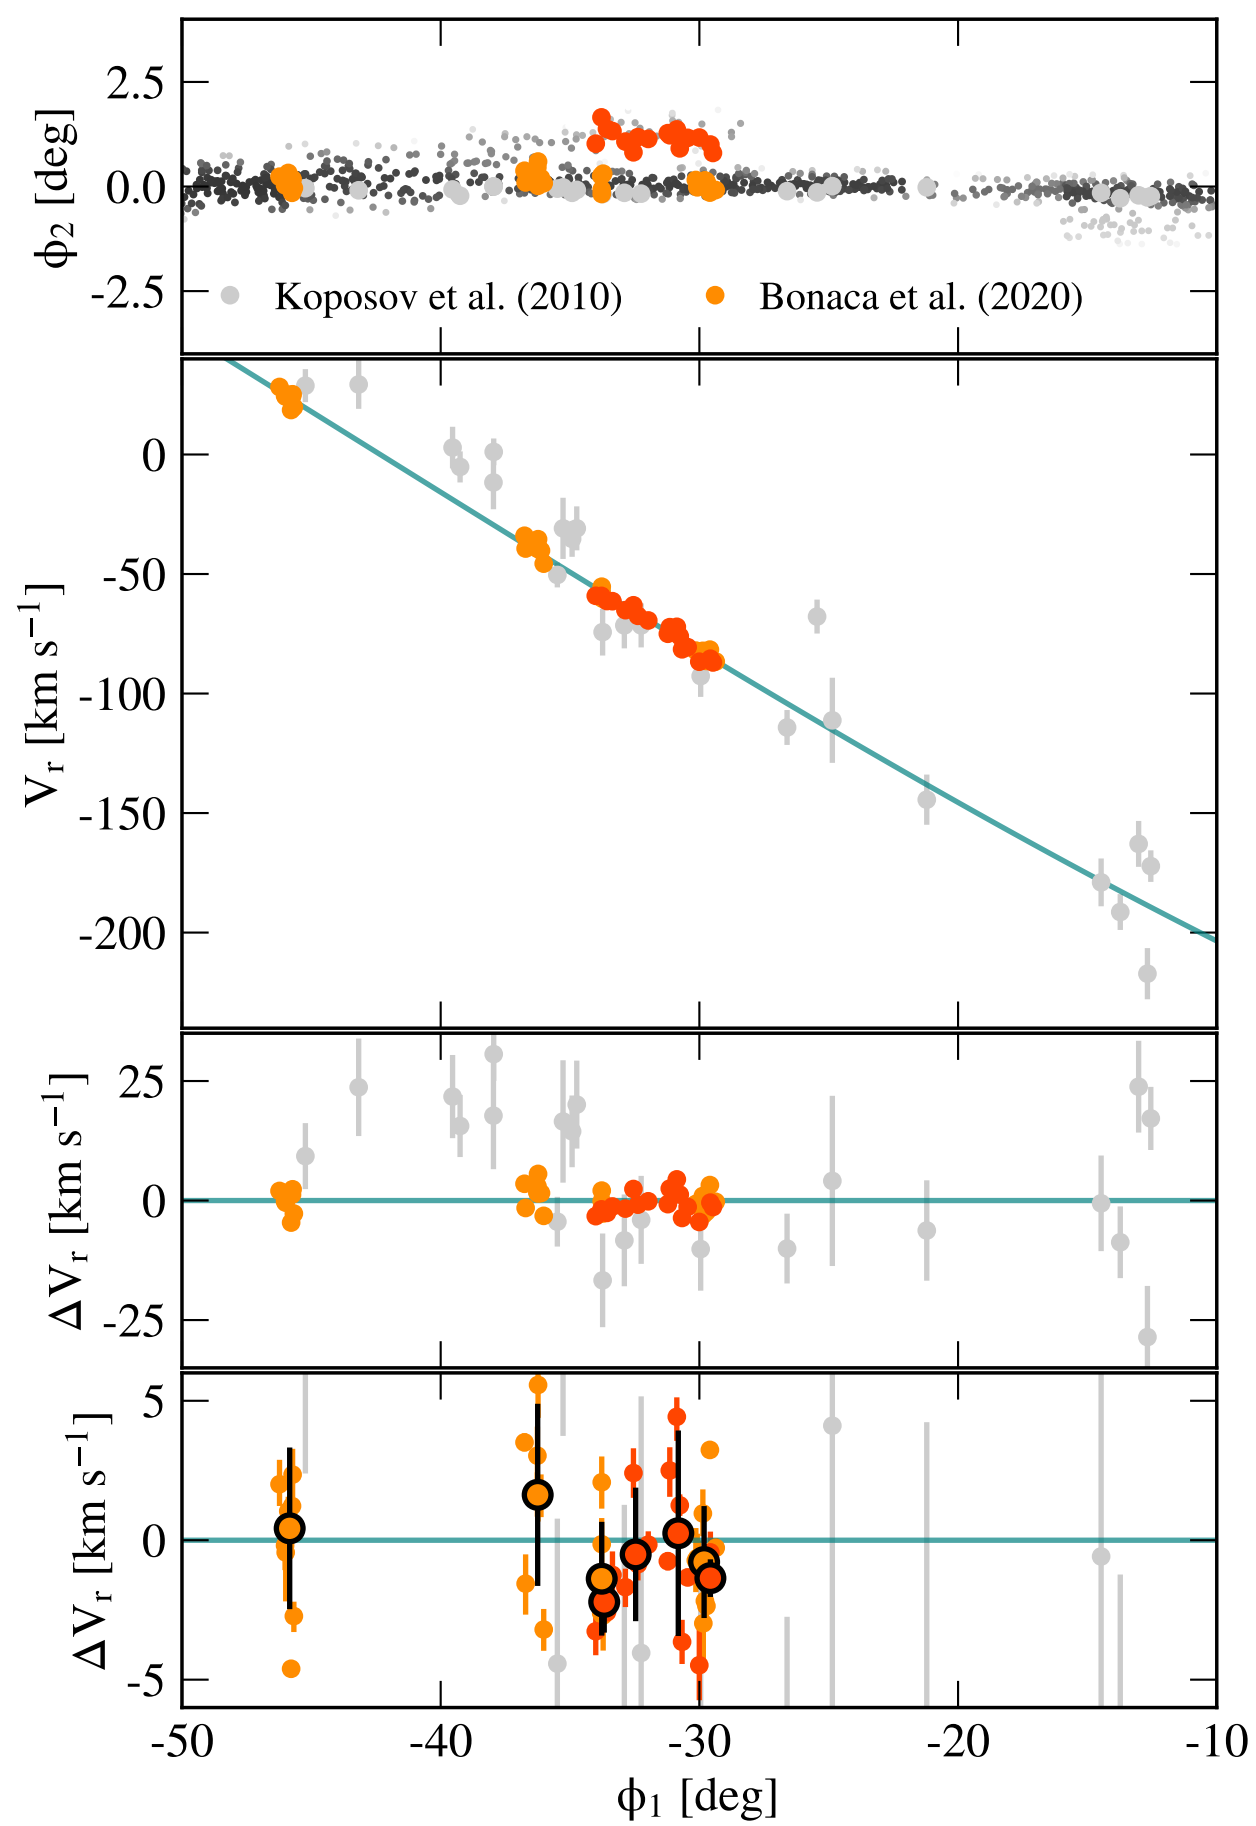 2.5
0.0
-2.5
ϕ₂ [deg]
Koposov et al. (2010) Bonaca et al. (2020)
0
-50
-100
-150
-200
Vᵣ [km s⁻¹]
25
0
-25
ΔVᵣ [km s⁻¹]
5
0
-5
ΔVᵣ [km s⁻¹]
-50 -40 -30 -20 -10
ϕ₁ [deg]